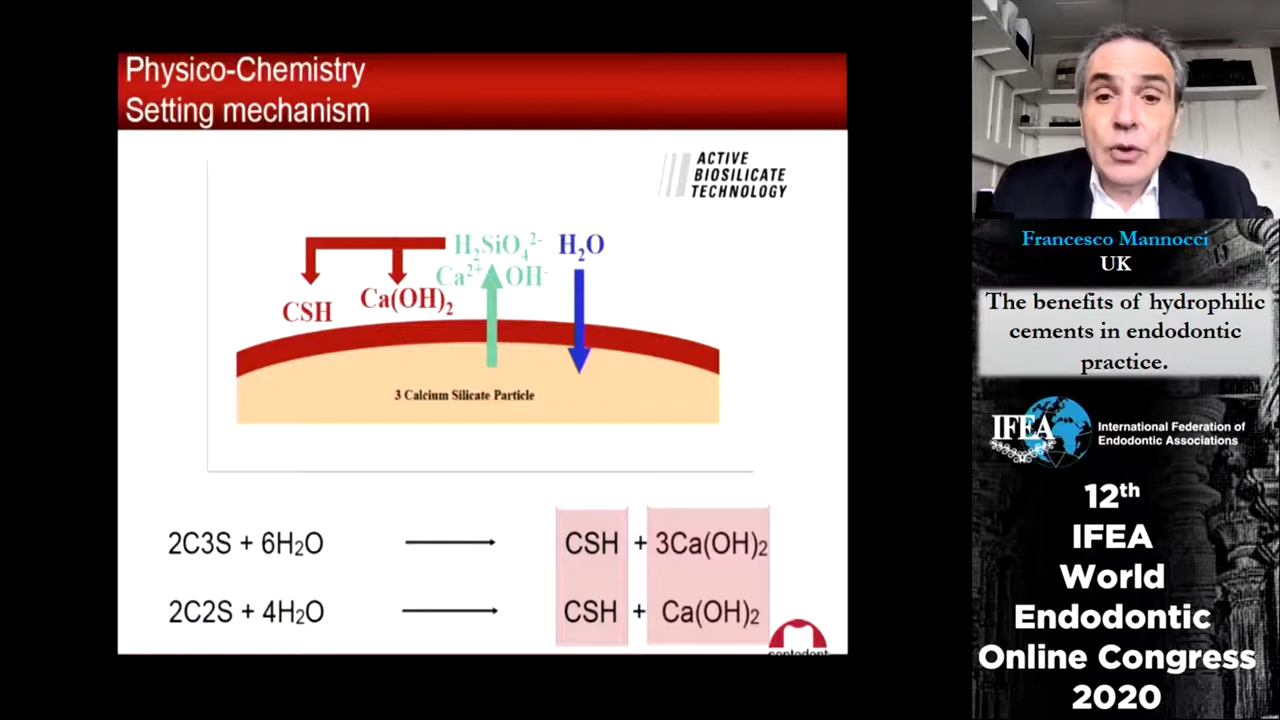 Physico-Chemistry
Setting mechanism
ACTIVE
BIOSILICATE
TECHNOLOGY
H₂SiO₄²⁻ H₂O
Ca²⁺ OH⁻
CSH Ca(OH)₂
3 Calcium Silicate Particle
2C3S + 6H₂O CSH + 3Ca(OH)₂
2C2S + 4H₂O CSH + Ca(OH)₂
septodont
Francesco Mannocci
UK
The benefits of hydrophilic
cements in endodontic
practice.
IFEA
International Federation of
Endodontic Associations
12th
IFEA
World
Endodontic
Online Congress
2020